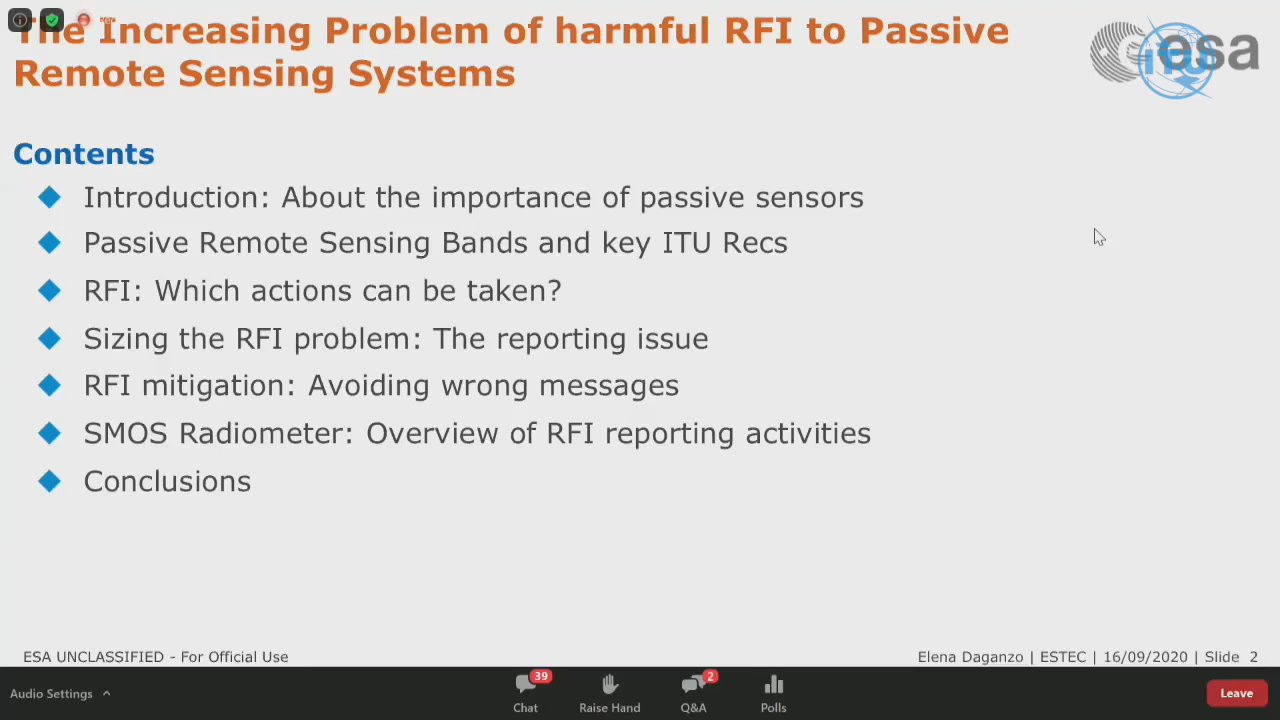 The Increasing Problem of harmful RFI to Passive
Remote Sensing Systems
esa
ITU
Contents
Introduction: About the importance of passive sensors
Passive Remote Sensing Bands and key ITU Recs
RFI: Which actions can be taken?
Sizing the RFI problem: The reporting issue
RFI mitigation: Avoiding wrong messages
SMOS Radiometer: Overview of RFI reporting activities
Conclusions
ESA UNCLASSIFIED - For Official Use
Elena Daganzo | ESTEC | 16/09/2020 | Slide 2
Audio Settings
39
Chat
Raise Hand
2
Q&A
Polls
Leave